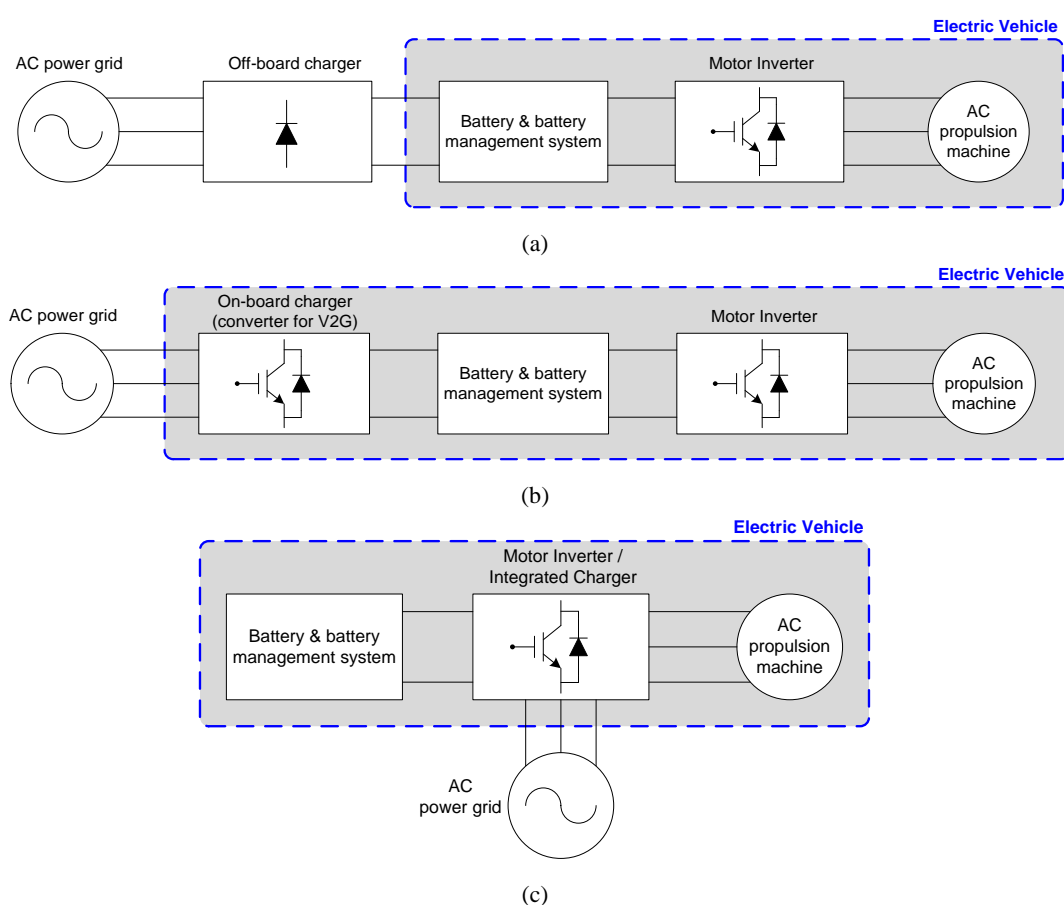 Electric Vehicle
AC power grid
Off-board charger
Motor Inverter
Battery & battery
management system
AC
propulsion
machine
(a)
Electric Vehicle
AC power grid
On-board charger
(converter for V2G)
Motor Inverter
Battery & battery
management system
AC
propulsion
machine
(b)
Electric Vehicle
Motor Inverter /
Integrated Charger
Battery & battery
management system
AC
propulsion
machine
AC
power grid
(c)